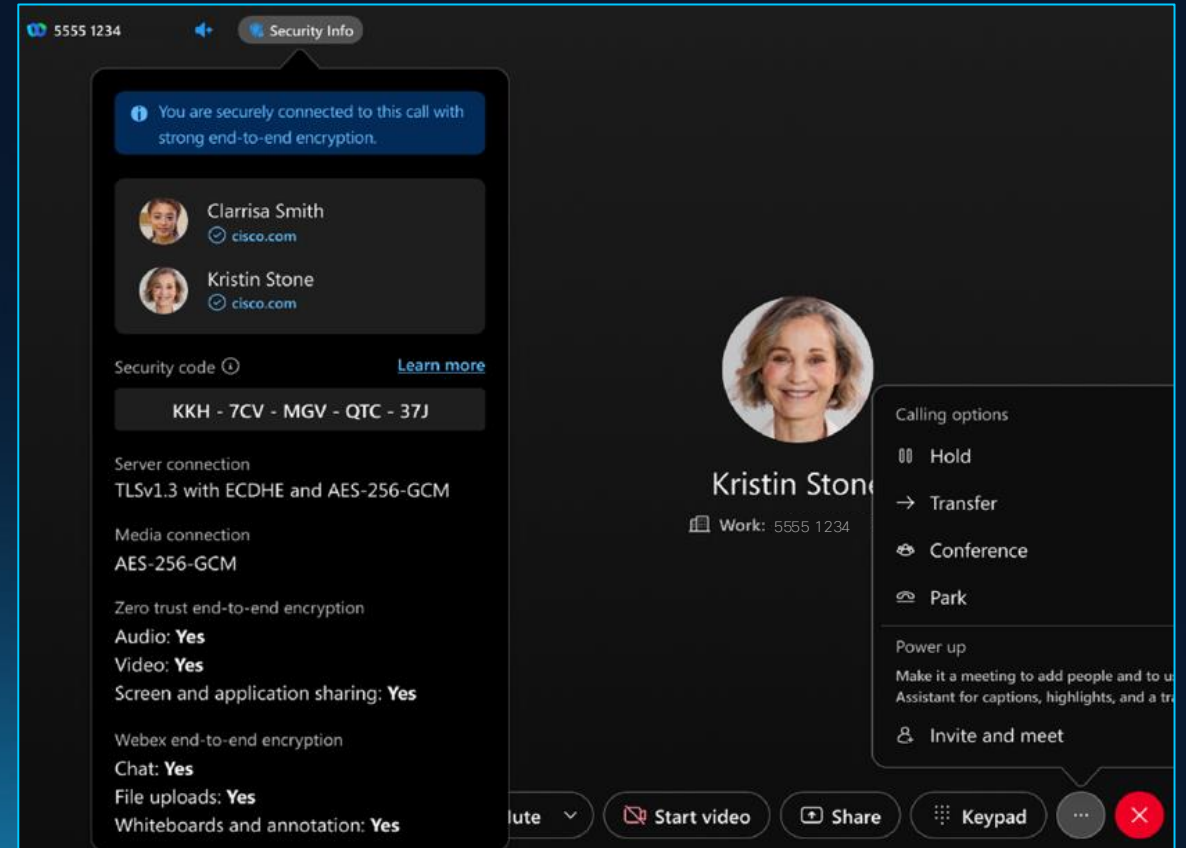 5555 1234
Security Info
You are securely connected to this call with
strong end-to-end encryption.
Clarrisa Smith
cisco.com
Kristin Stone
cisco.com
Security code
Learn more
KKH - 7CV - MGV - QTC - 37J
Server connection
TLSv1.3 with ECDHE and AES-256-GCM
Media connection
AES-256-GCM
Zero trust end-to-end encryption
Audio: Yes
Video: Yes
Screen and application sharing: Yes
Webex end-to-end encryption
Chat: Yes
File uploads: Yes
Whiteboards and annotation: Yes
Kristin Stone
Work: 5555 1234
Calling options
Hold
Transfer
Conference
Park
Power up
Make it a meeting to add people and to
Assistant for captions, highlights, and a
Invite and meet
Start video
Share
Keypad